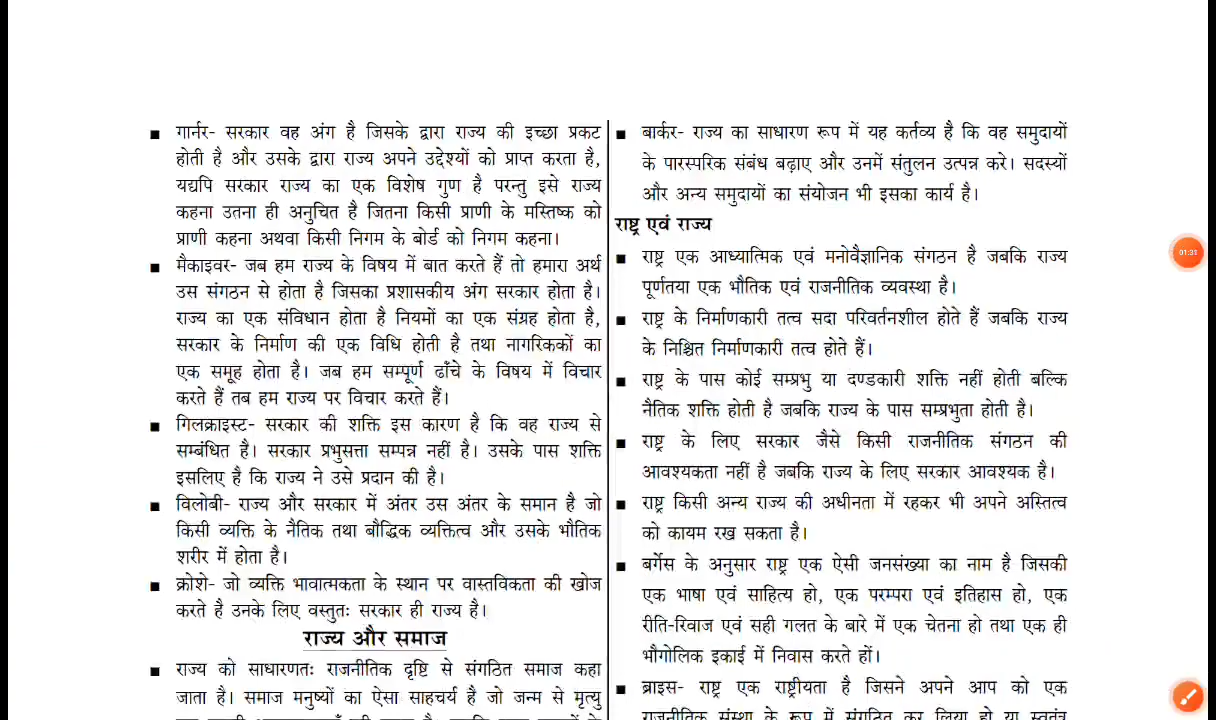 ■ गार्नर- सरकार वह अंग है जिसके द्वारा राज्य की इच्छा प्रकट
होती है और उसके द्वारा राज्य अपने उद्देश्यों को प्राप्त करता है,
यद्यपि सरकार राज्य का एक विशेष गुण है परन्तु इसे राज्य
कहना उतना ही अनुचित है जितना किसी प्राणी के मस्तिष्क को
प्राणी कहना अथवा किसी निगम के बोर्ड को निगम कहना।
■ मैकाइवर- जब हम राज्य के विषय में बात करते हैं तो हमारा अर्थ
उस संगठन से होता है जिसका प्रशासकीय अंग सरकार होता है।
राज्य का एक संविधान होता है नियमों का एक संग्रह होता है,
सरकार के निर्माण की एक विधि होती है तथा नागरिककों का
एक समूह होता है। जब हम सम्पूर्ण ढाँचे के विषय में विचार
करते हैं तब हम राज्य पर विचार करते हैं।
■ गिलक्राइस्ट- सरकार की शक्ति इस कारण है कि वह राज्य से
सम्बंधित है। सरकार प्रभुसत्ता सम्पन्न नहीं है। उसके पास शक्ति
इसलिए है कि राज्य ने उसे प्रदान की है।
■ विलोबी- राज्य और सरकार में अंतर उस अंतर के समान है जो
किसी व्यक्ति के नैतिक तथा बौद्धिक व्यक्तित्व और उसके भौतिक
शरीर में होता है।
■ क्रोशे- जो व्यक्ति भावात्मकता के स्थान पर वास्तविकता की खोज
करते है उनके लिए वस्तुतः सरकार ही राज्य है।
राज्य और समाज
■ राज्य को साधारणतः राजनीतिक दृष्टि से संगठित समाज कहा
जाता है। समाज मनुष्यों का ऐसा साहचर्य है जो जन्म से मृत्यु
■ बार्कर- राज्य का साधारण रूप में यह कर्तव्य है कि वह समुदायों
के पारस्परिक संबंध बढ़ाए और उनमें संतुलन उत्पन्न करे। सदस्यों
और अन्य समुदायों का संयोजन भी इसका कार्य है।
राष्ट्र एवं राज्य
■ राष्ट्र एक आध्यात्मिक एवं मनोवैज्ञानिक संगठन है जबकि राज्य
पूर्णतया एक भौतिक एवं राजनीतिक व्यवस्था है।
■ राष्ट्र के निर्माणकारी तत्व सदा परिवर्तनशील होते हैं जबकि राज्य
के निश्चित निर्माणकारी तत्व होते हैं।
■ राष्ट्र के पास कोई सम्प्रभु या दण्डकारी शक्ति नहीं होती बल्कि
नैतिक शक्ति होती है जबकि राज्य के पास सम्प्रभुता होती है।
■ राष्ट्र के लिए सरकार जैसे किसी राजनीतिक संगठन की
आवश्यकता नहीं है जबकि राज्य के लिए सरकार आवश्यक है।
■ राष्ट्र किसी अन्य राज्य की अधीनता में रहकर भी अपने अस्तित्व
को कायम रख सकता है।
■ बर्गेस के अनुसार राष्ट्र एक ऐसी जनसंख्या का नाम है जिसकी
एक भाषा एवं साहित्य हो, एक परम्परा एवं इतिहास हो, एक
रीति-रिवाज एवं सही गलत के बारे में एक चेतना हो तथा एक ही
भौगोलिक इकाई में निवास करते हों।
■ ब्राइस- राष्ट्र एक राष्ट्रीयता है जिसने अपने आप को एक
राजनीतिक संस्था के रूप में संगठित कर लिया हो या स्वतंत्र
01:31